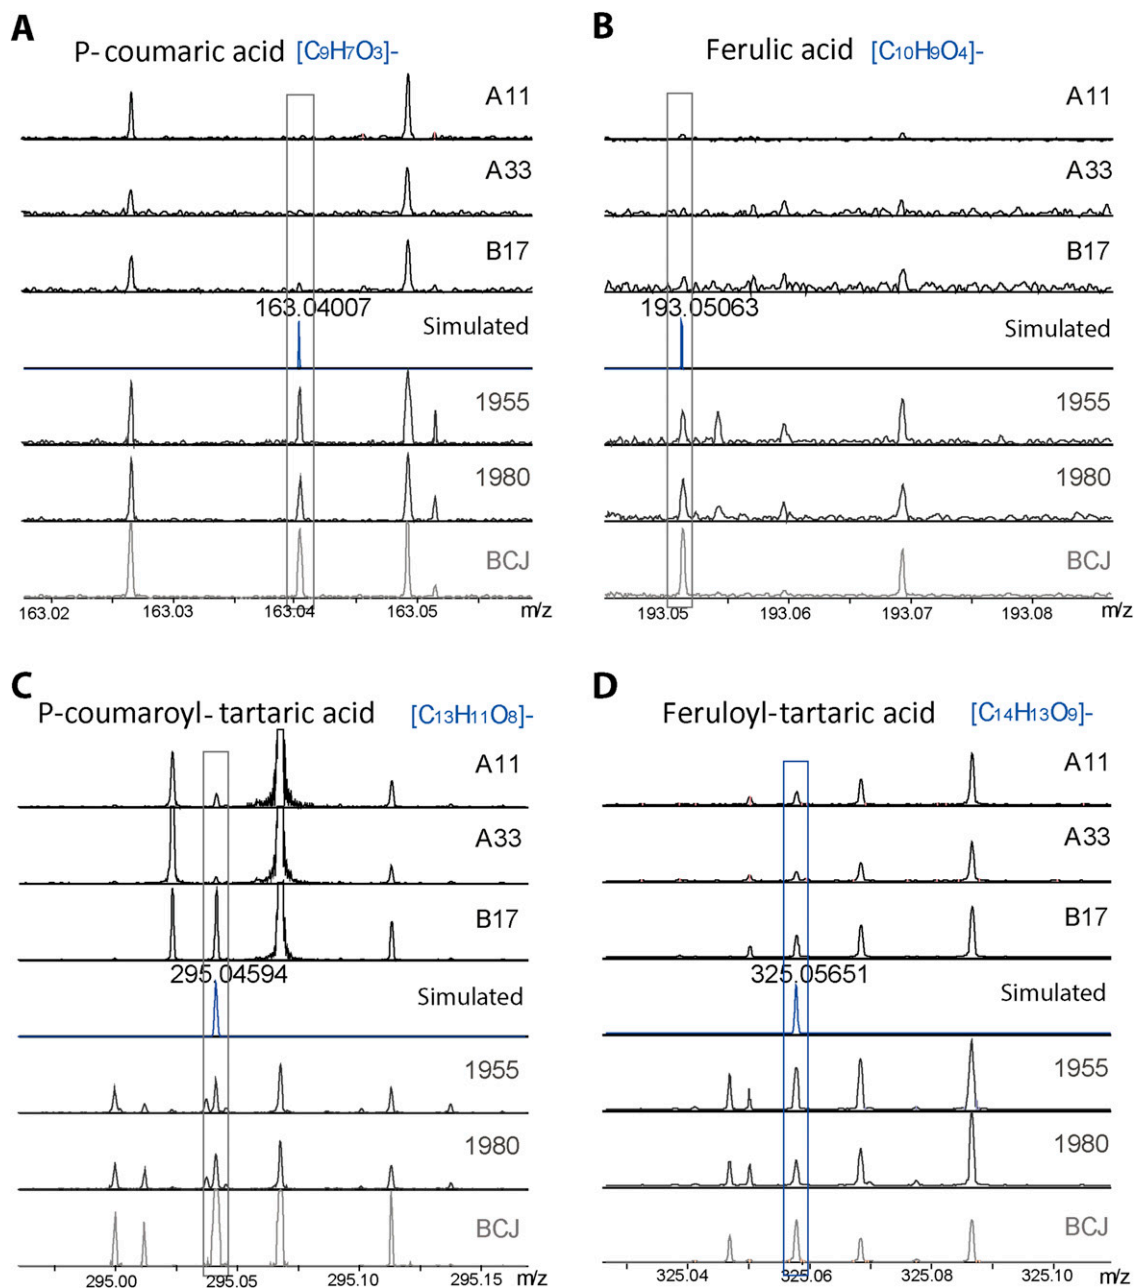 A
P-coumaric acid [C9H7O3]-
A11
A33
B17
163.04007
Simulated
1955
1980
BCJ
163.02 163.03 163.04 163.05 m/z
B
Ferulic acid [C10H9O4]-
A11
A33
B17
193.05063
Simulated
1955
1980
BCJ
193.05 193.06 193.07 193.08 m/z
C
P-coumaroyl-tartaric acid [C13H11O8]-
A11
A33
B17
295.04594
Simulated
1955
1980
BCJ
295.00 295.05 295.10 295.15 m/z
D
Feruloyl-tartaric acid [C14H13O9]-
A11
A33
B17
325.05651
Simulated
1955
1980
BCJ
325.04 325.06 325.08 325.10 m/z